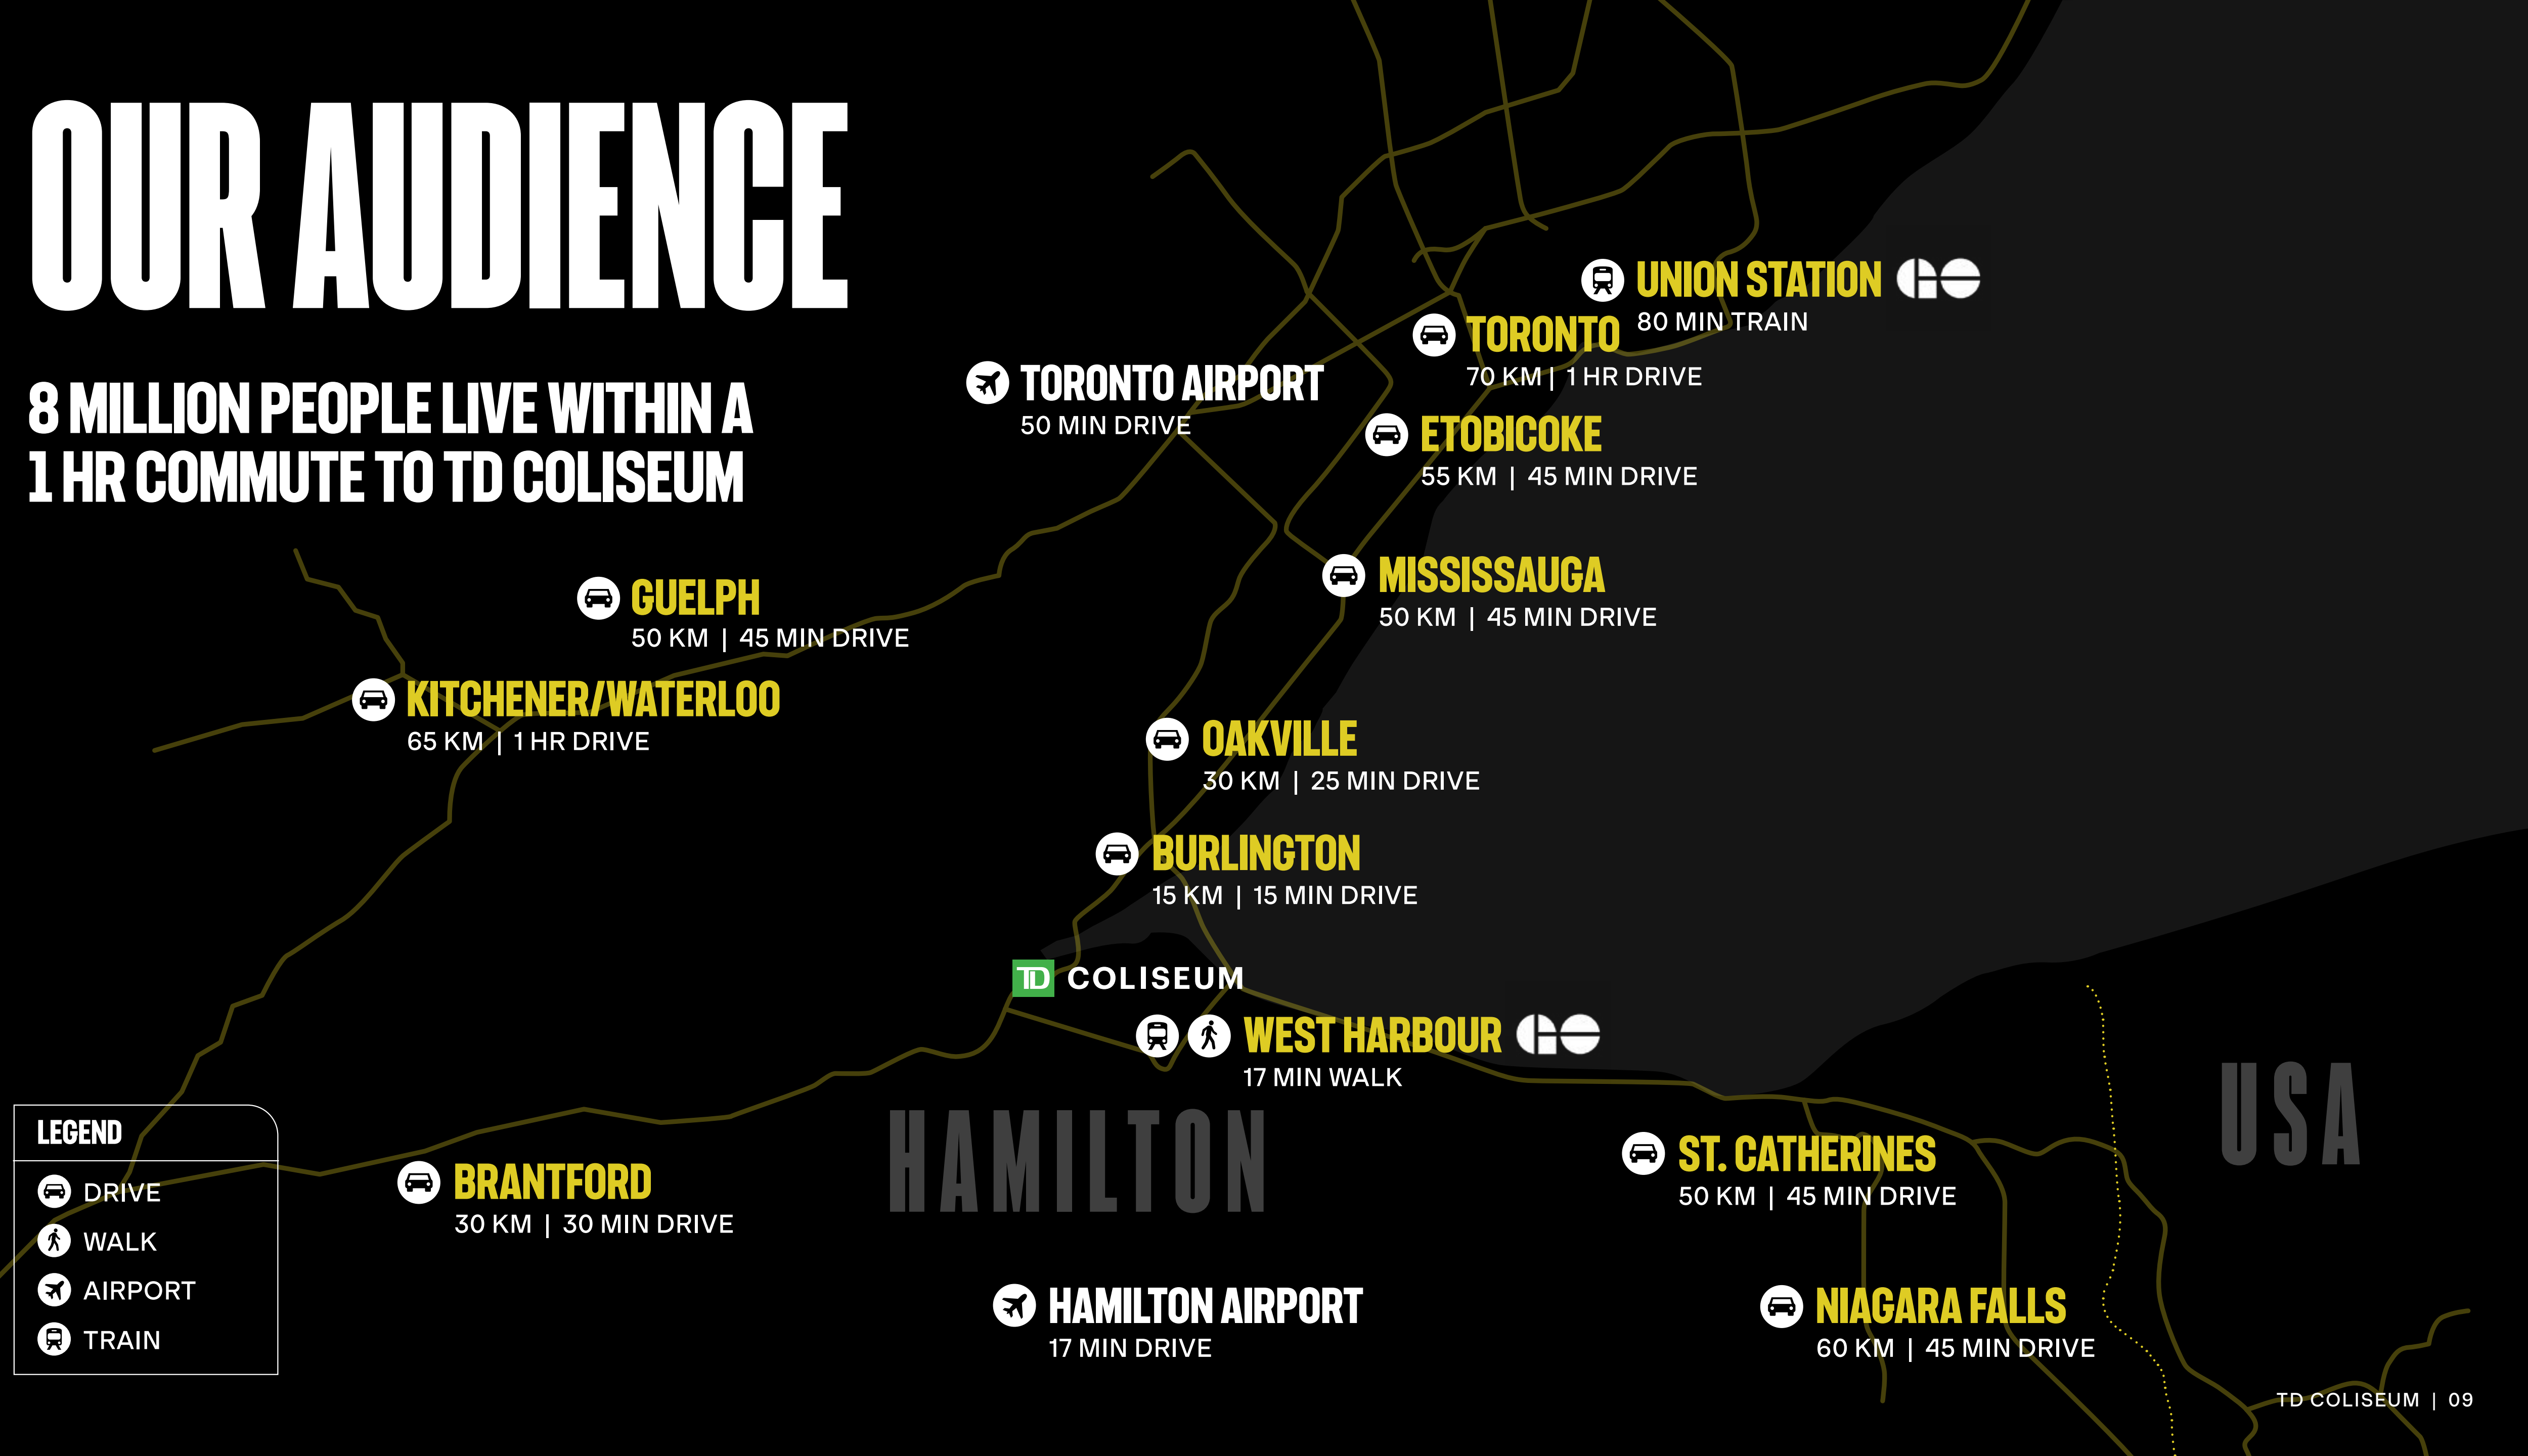 OUR AUDIENCE
8 MILLION PEOPLE LIVE WITHIN A
1 HR COMMUTE TO TD COLISEUM
UNION STATION GO
80 MIN TRAIN
TORONTO
70 KM | 1 HR DRIVE
TORONTO AIRPORT
50 MIN DRIVE
ETOBICOKE
55 KM | 45 MIN DRIVE
MISSISSAUGA
50 KM | 45 MIN DRIVE
GUELPH
50 KM | 45 MIN DRIVE
KITCHENER/WATERLOO
65 KM | 1 HR DRIVE
OAKVILLE
30 KM | 25 MIN DRIVE
BURLINGTON
15 KM | 15 MIN DRIVE
TD COLISEUM
WEST HARBOUR GO
17 MIN WALK
HAMILTON
USA
ST. CATHERINES
50 KM | 45 MIN DRIVE
BRANTFORD
30 KM | 30 MIN DRIVE
HAMILTON AIRPORT
17 MIN DRIVE
NIAGARA FALLS
60 KM | 45 MIN DRIVE
LEGEND
DRIVE
WALK
AIRPORT
TRAIN
TD COLISEUM | 09